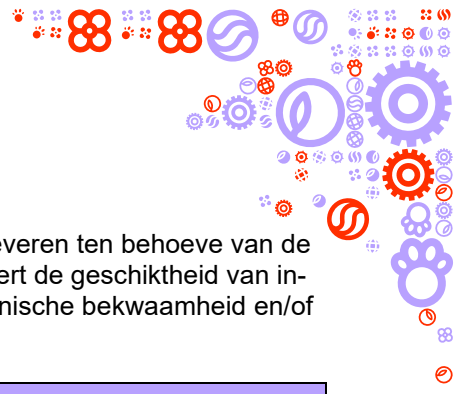 everen ten behoeve van de
ert de geschiktheid van in-
nische bekwaamheid en/of